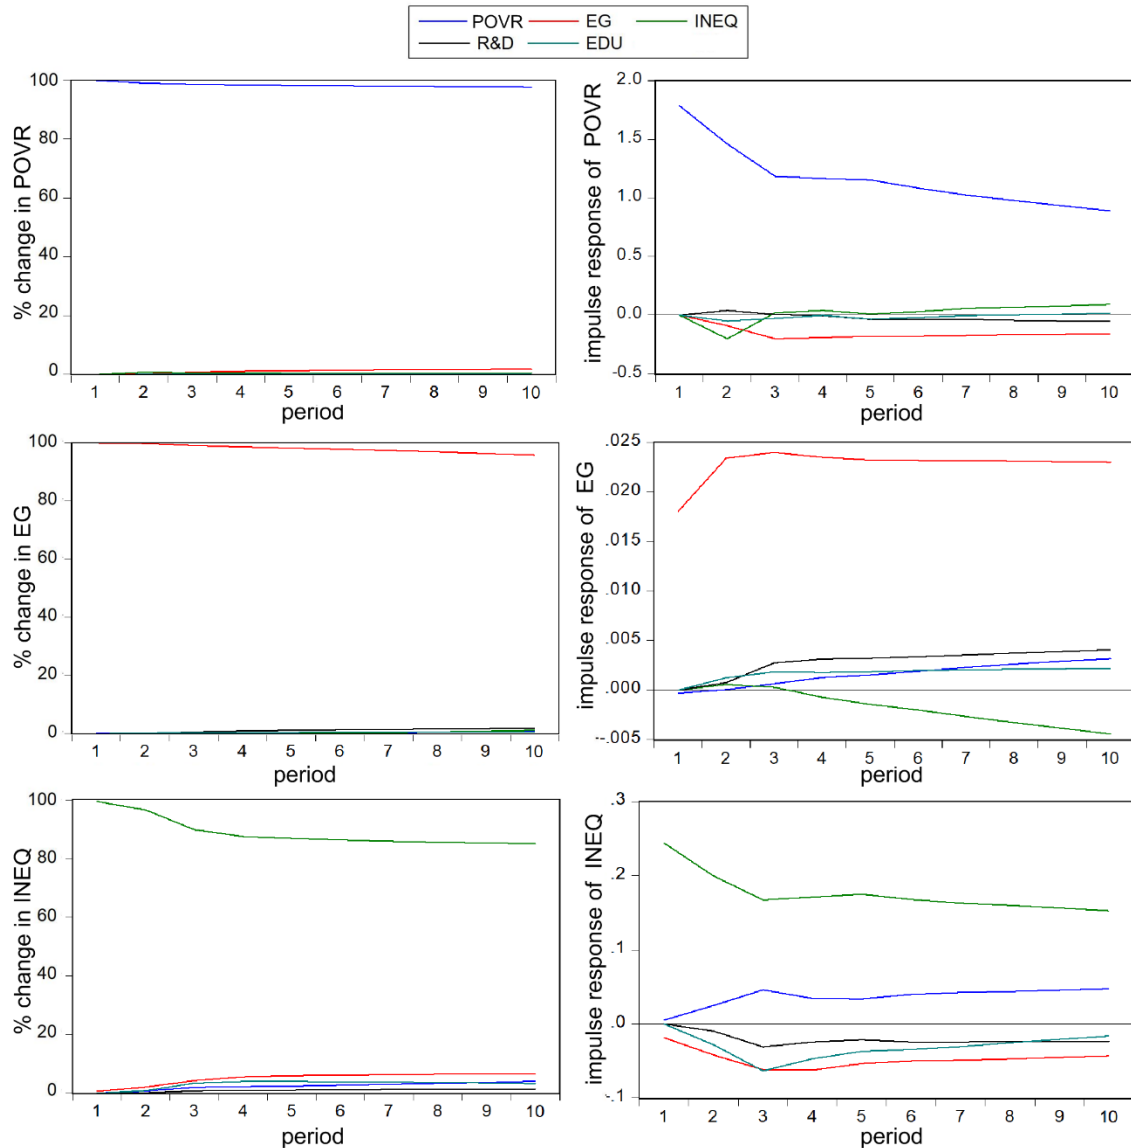 POVR EG INEQ
R&D EDU
% change in POVR
100
80
60
40
20
0
1 2 3 4 5 6 7 8 9 10
period
impulse response of POVR
2.0
1.5
1.0
0.5
0.0
-0.5
1 2 3 4 5 6 7 8 9 10
period
% change in EG
100
80
60
40
20
0
1 2 3 4 5 6 7 8 9 10
period
impulse response of EG
.025
.020
.015
.010
.005
.000
--.005
1 2 3 4 5 6 7 8 9 10
period
% change in INEQ
100
80
60
40
20
0
1 2 3 4 5 6 7 8 9 10
period
impulse response of INEQ
.3
.2
.1
.0
-.1
1 2 3 4 5 6 7 8 9 10
period